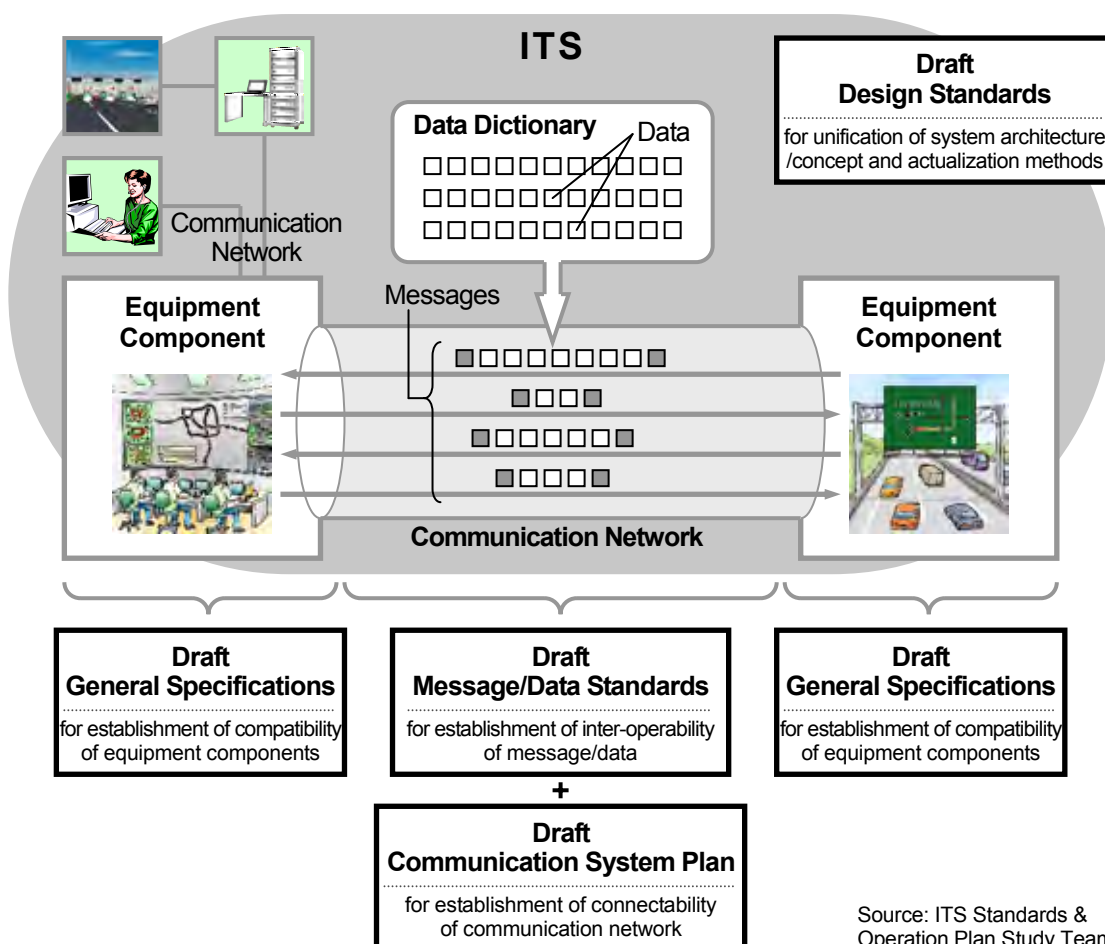 ITS
Draft
Design Standards
for unification of system architecture
/concept and actualization methods
Data Dictionary
Data
Communication
Network
Messages
Equipment
Component
Equipment
Component
Communication Network
Draft
General Specifications
for establishment of compatibility
of equipment components
Draft
Message/Data Standards
for establishment of inter-operability
of message/data
Draft
General Specifications
for establishment of compatibility
of equipment components
+
Draft
Communication System Plan
for establishment of connectability
of communication network
Source: ITS Standards &
Operation Plan Study Team